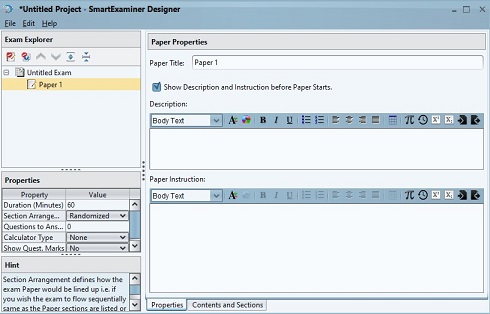 *Untitled Project - SmartExaminer Designer
File Edit Help
Exam Explorer
Untitled Exam
Paper 1
Properties
Property Value
Duration (Minutes) 60
Section Arrange... Randomized
Questions to Ans... 0
Calculator Type None
Show Quest. Marks No
Hint
Section Arrangement defines how the
exam Paper would be lined up i.e. if
you wish the exam to flow sequentially
same as the Paper sections are listed or
Paper Properties
Paper Title: Paper 1
Show Description and Instruction before Paper Starts.
Description:
Body Text B I U π X² X₂
Paper Instruction:
Body Text B I U π X² X₂
Properties Contents and Sections